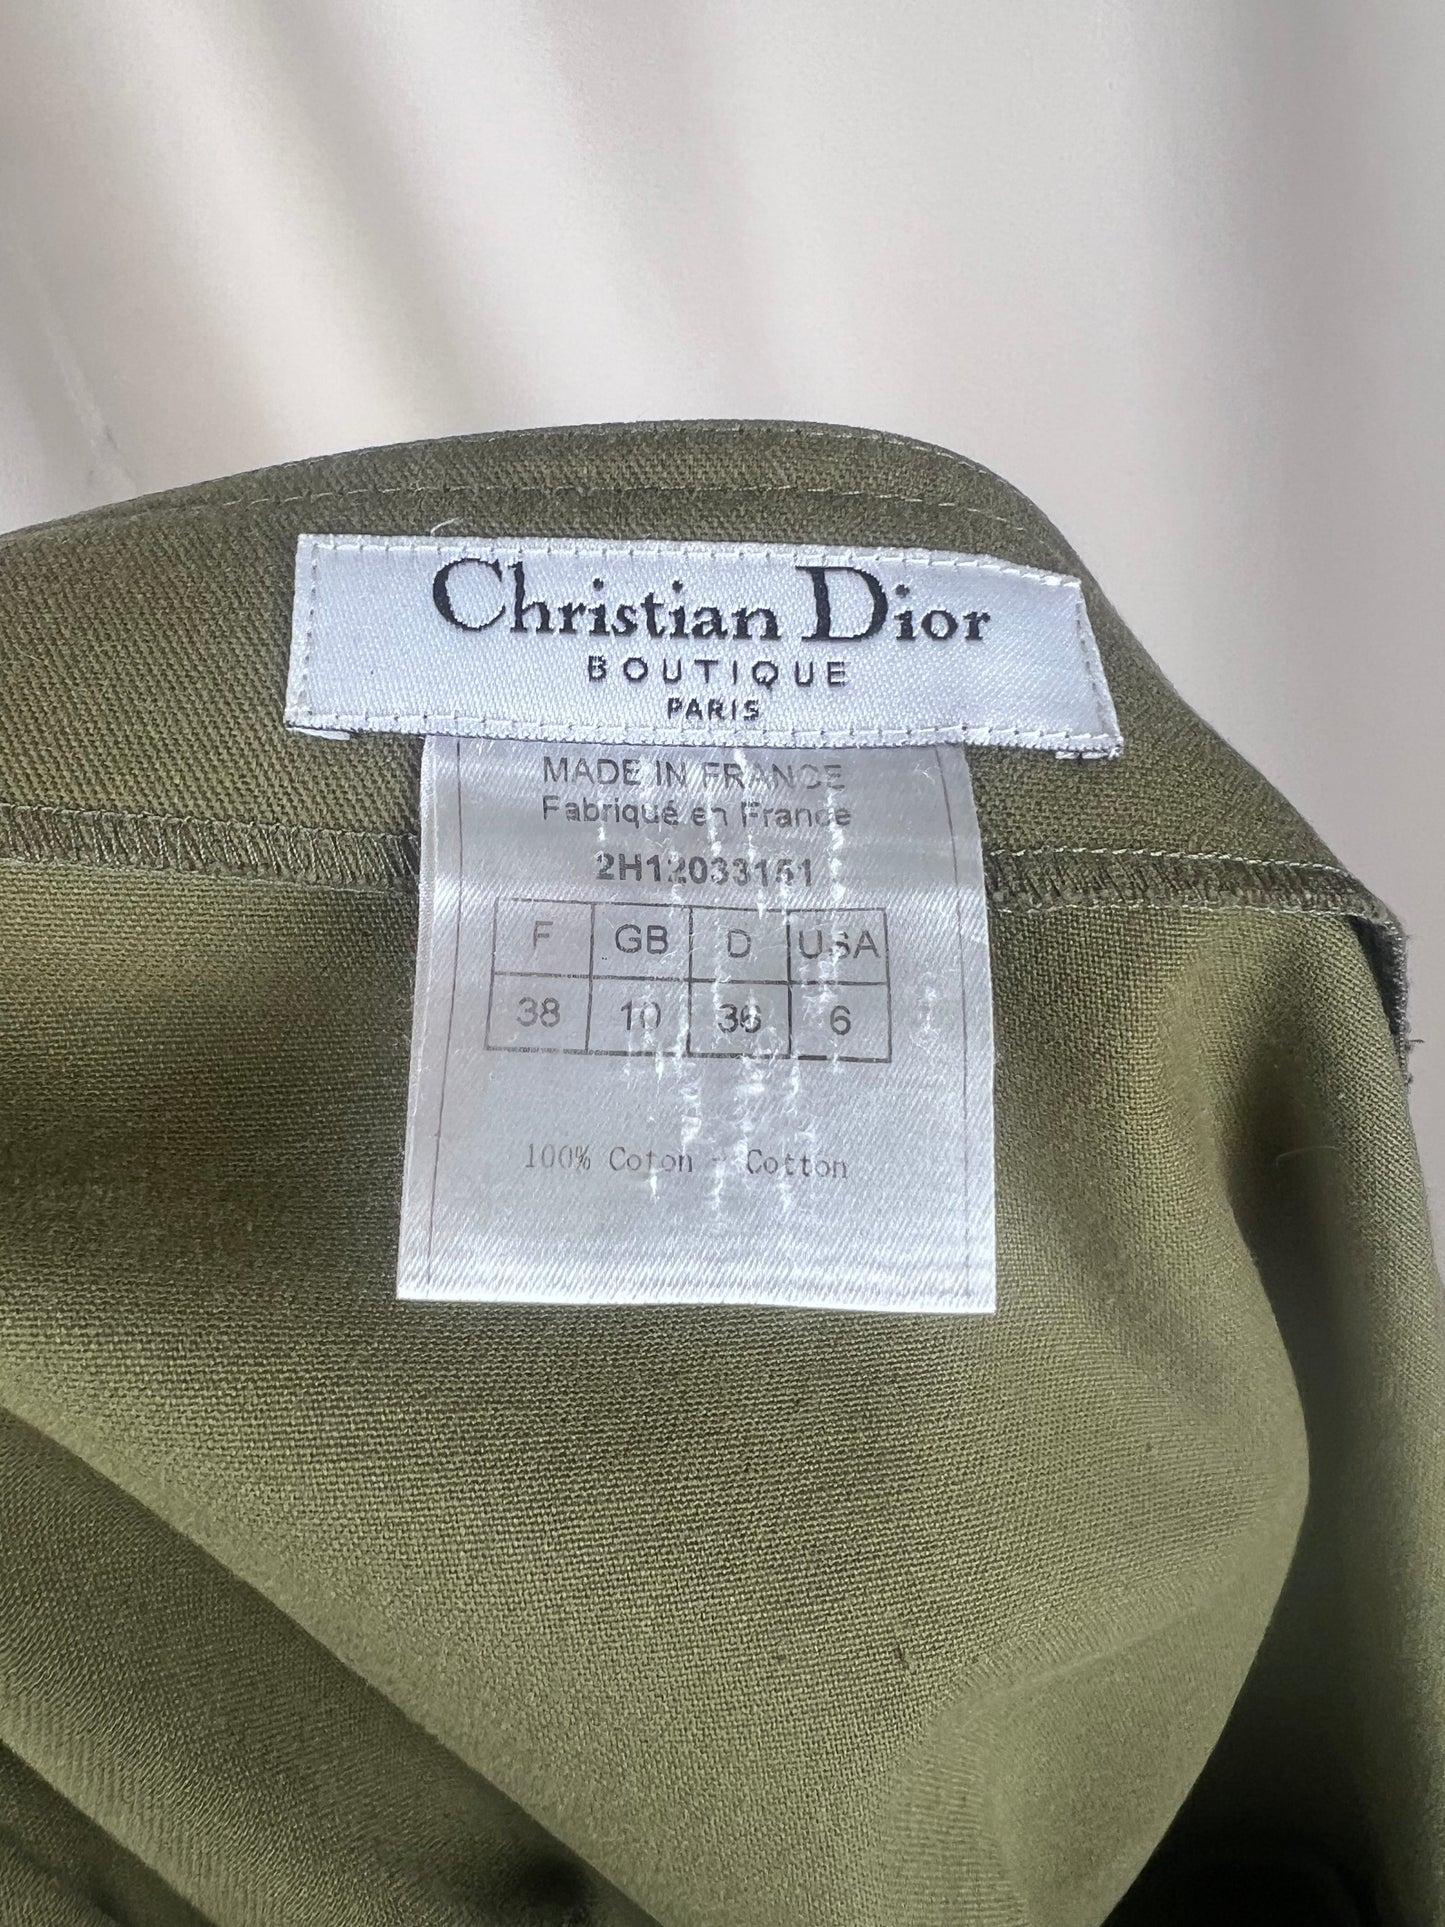 Christian Dior
BOUTIQUE
PARIS
MADE IN FRANCE
Fabriqué en France
2H12033151
F GB D USA
38 10 36 6
100% Coton - Cotton